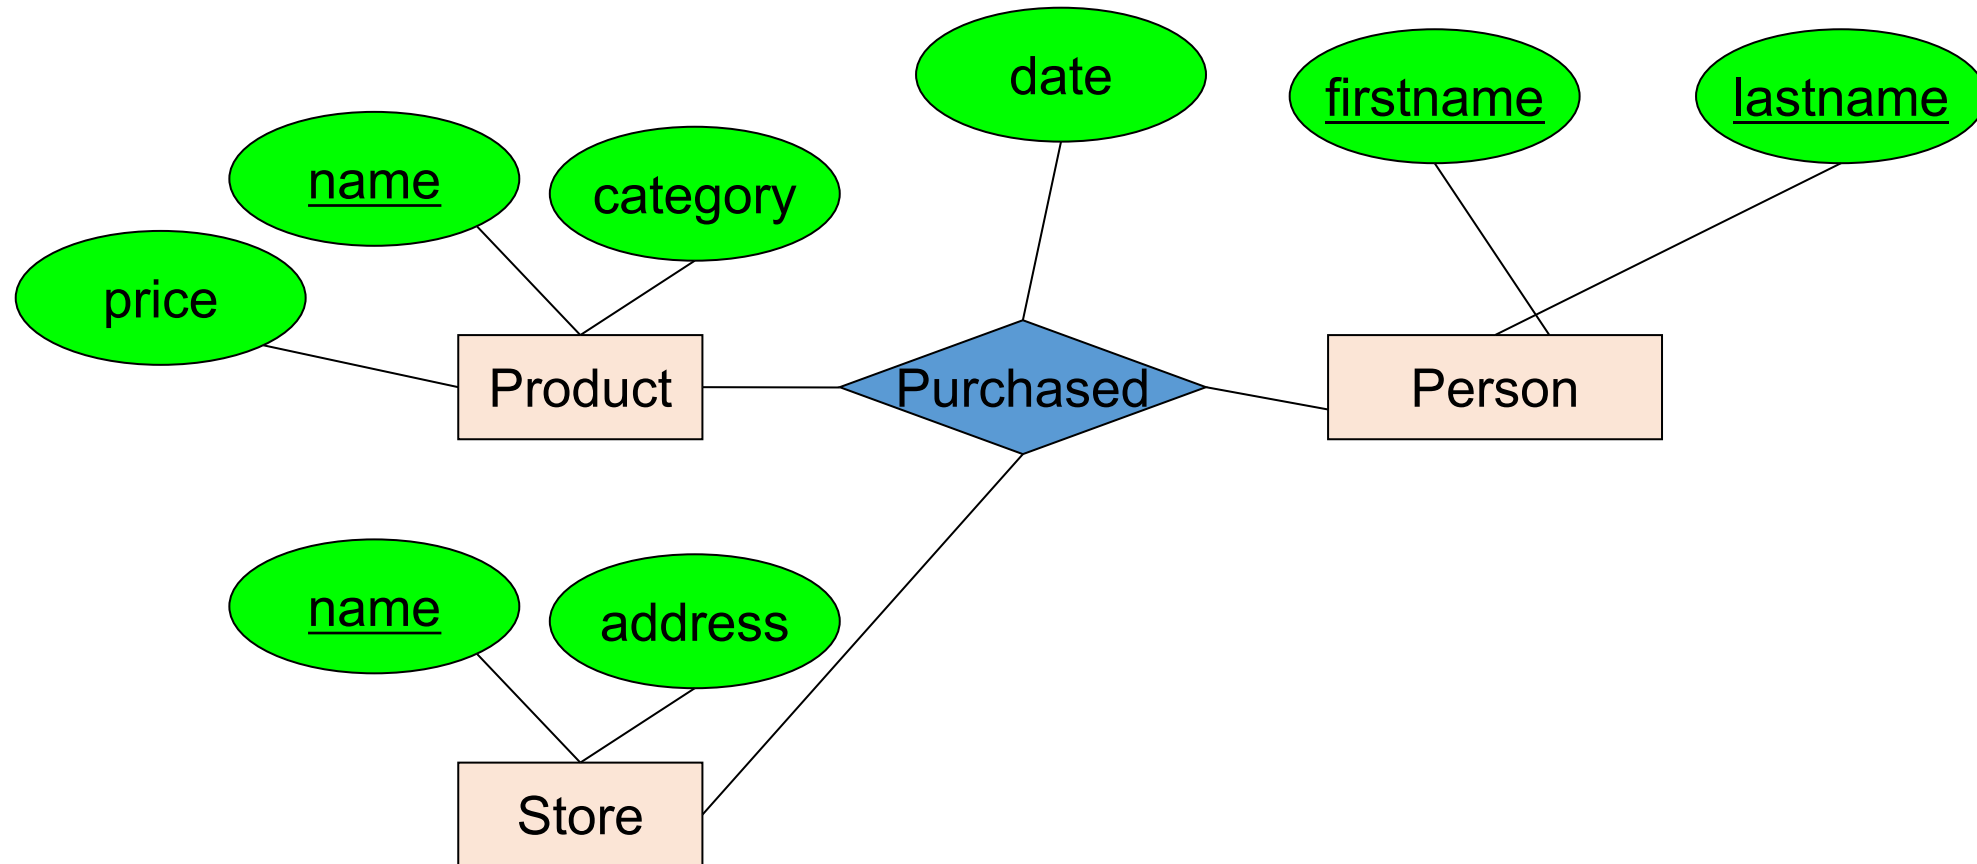 date
firstname
lastname
name
category
price
Product
Purchased
Person
name
address
Store